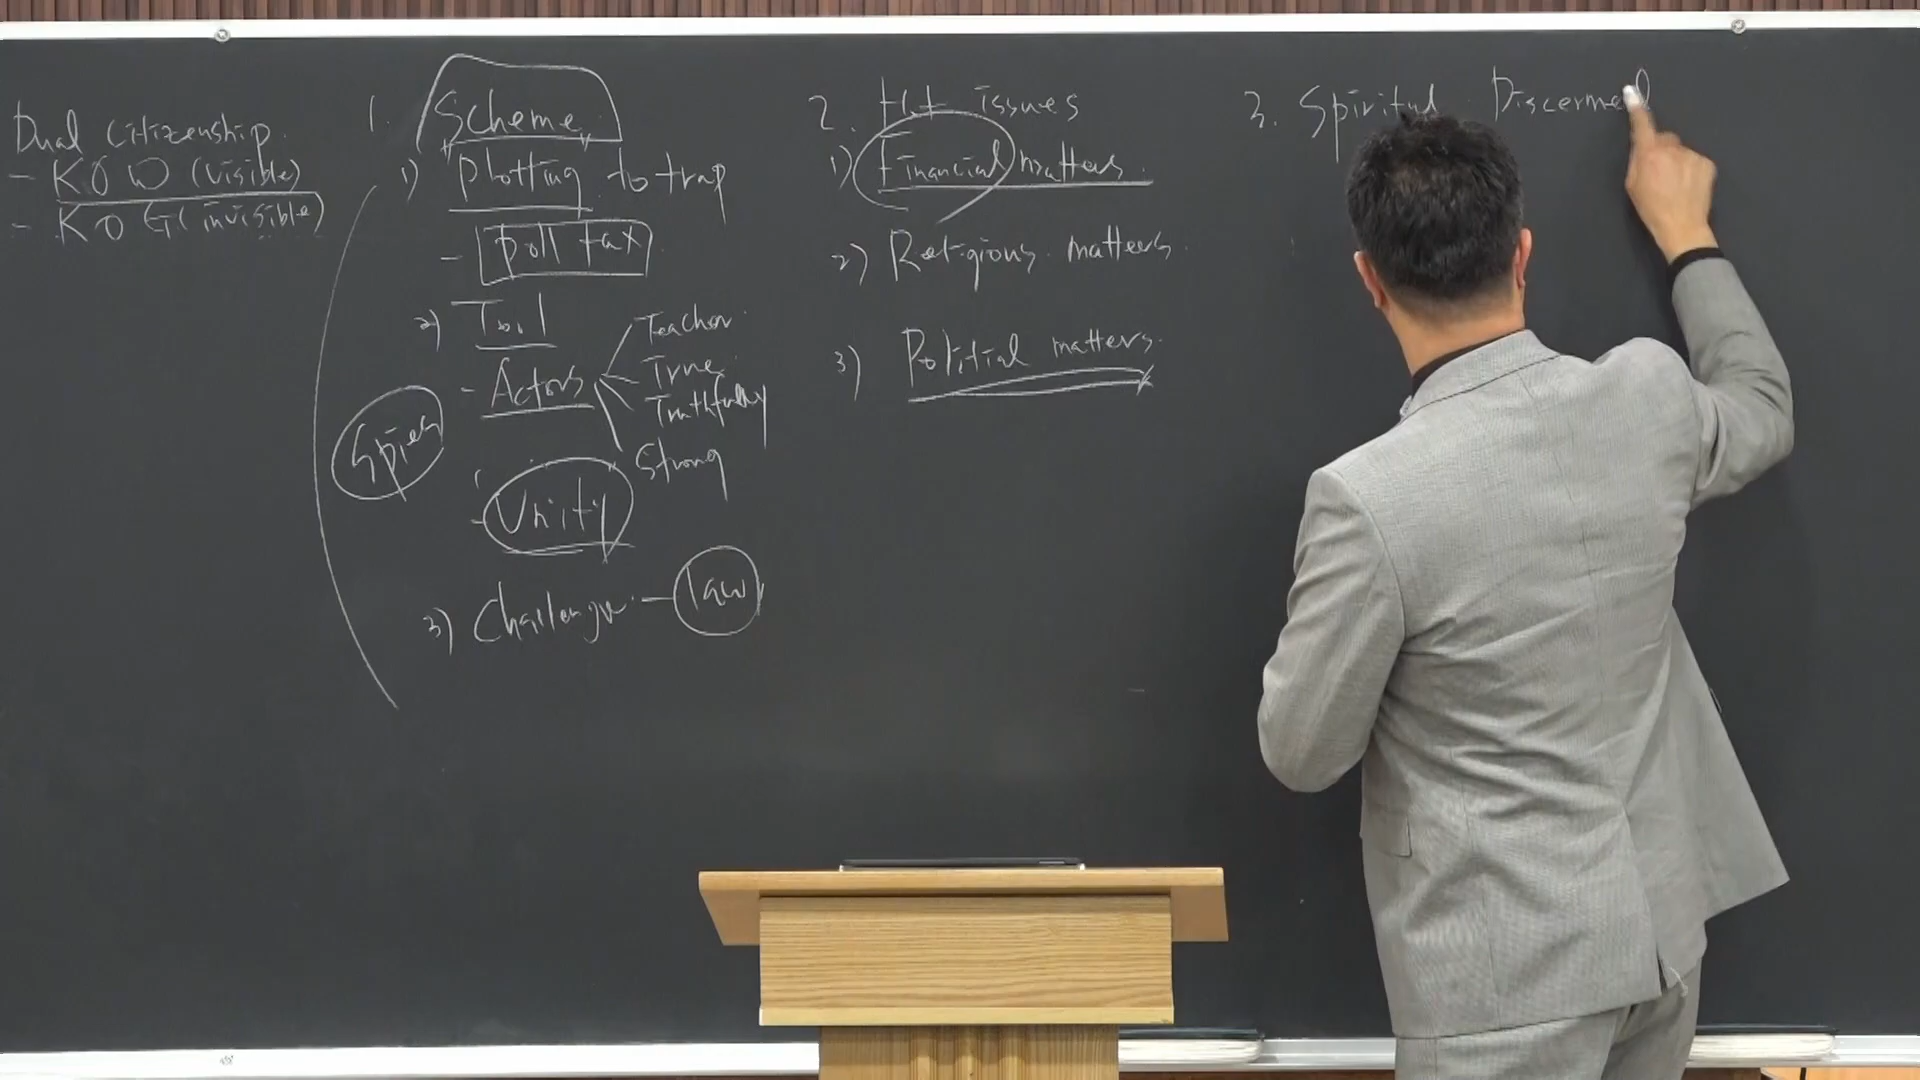 Dual Citizenship.
- KOW (Visible)
- KOG (invisible)
1. Scheme
1) Plotting to trap
- Poll tax
2) Tool
- Actors
Teacher.
True.
Truthfully
Strong
Spies
- Unity
3) Challenge - law
2. Hot issues
1) Financial matters.
2) Religious matters.
3) Political matters.
3. Spiritual Discerme